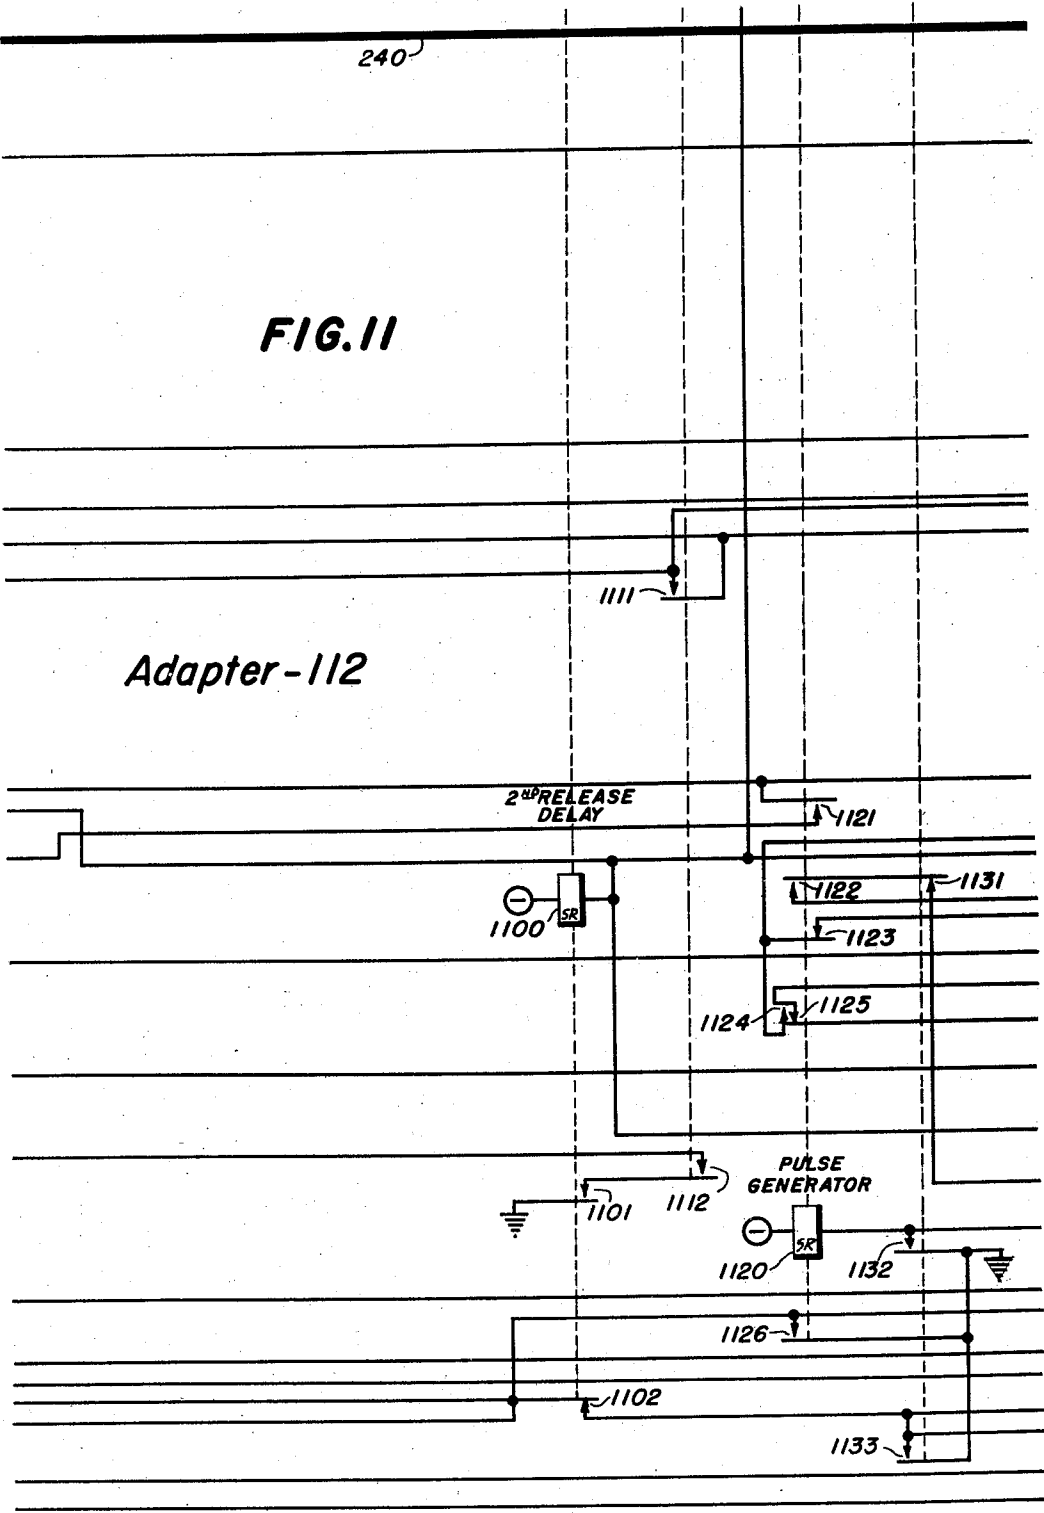 240
FIG. 11
1111
Adapter-112
2ND RELEASE
DELAY
1121
1122
1131
1100
SR
1123
1124
1125
PULSE
GENERATOR
1112
1101
SR
1120
1132
1126
1102
1133